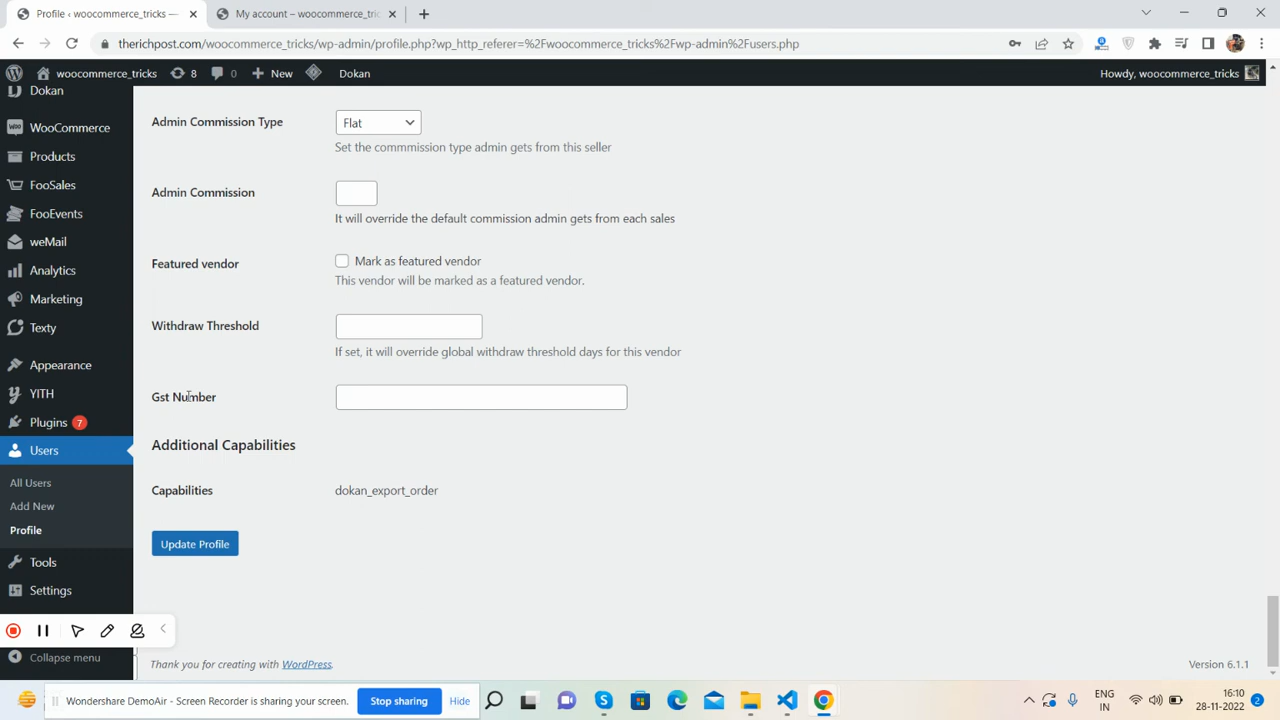 Profile ‹ woocommerce_tricks —
My account – woocommerce_tric
therichpost.com/woocommerce_tricks/wp-admin/profile.php?wp_http_referer=%2Fwoocommerce_tricks%2Fwp-admin%2Fusers.php
woocommerce_tricks 8 0 New Dokan Howdy, woocommerce_tricks
Dokan
WooCommerce
Products
FooSales
FooEvents
weMail
Analytics
Marketing
Texty
Appearance
YITH
Plugins 7
Users
All Users
Add New
Profile
Tools
Settings
Collapse menu
Admin Commission Type Flat
Set the commmission type admin gets from this seller
Admin Commission
It will override the default commission admin gets from each sales
Featured vendor Mark as featured vendor
This vendor will be marked as a featured vendor.
Withdraw Threshold
If set, it will override global withdraw threshold days for this vendor
Gst Number
Additional Capabilities
Capabilities dokan_export_order
Update Profile
Thank you for creating with WordPress. Version 6.1.1
Wondershare DemoAir - Screen Recorder is sharing your screen. Stop sharing Hide
ENG
IN
16:10
28-11-2022
2